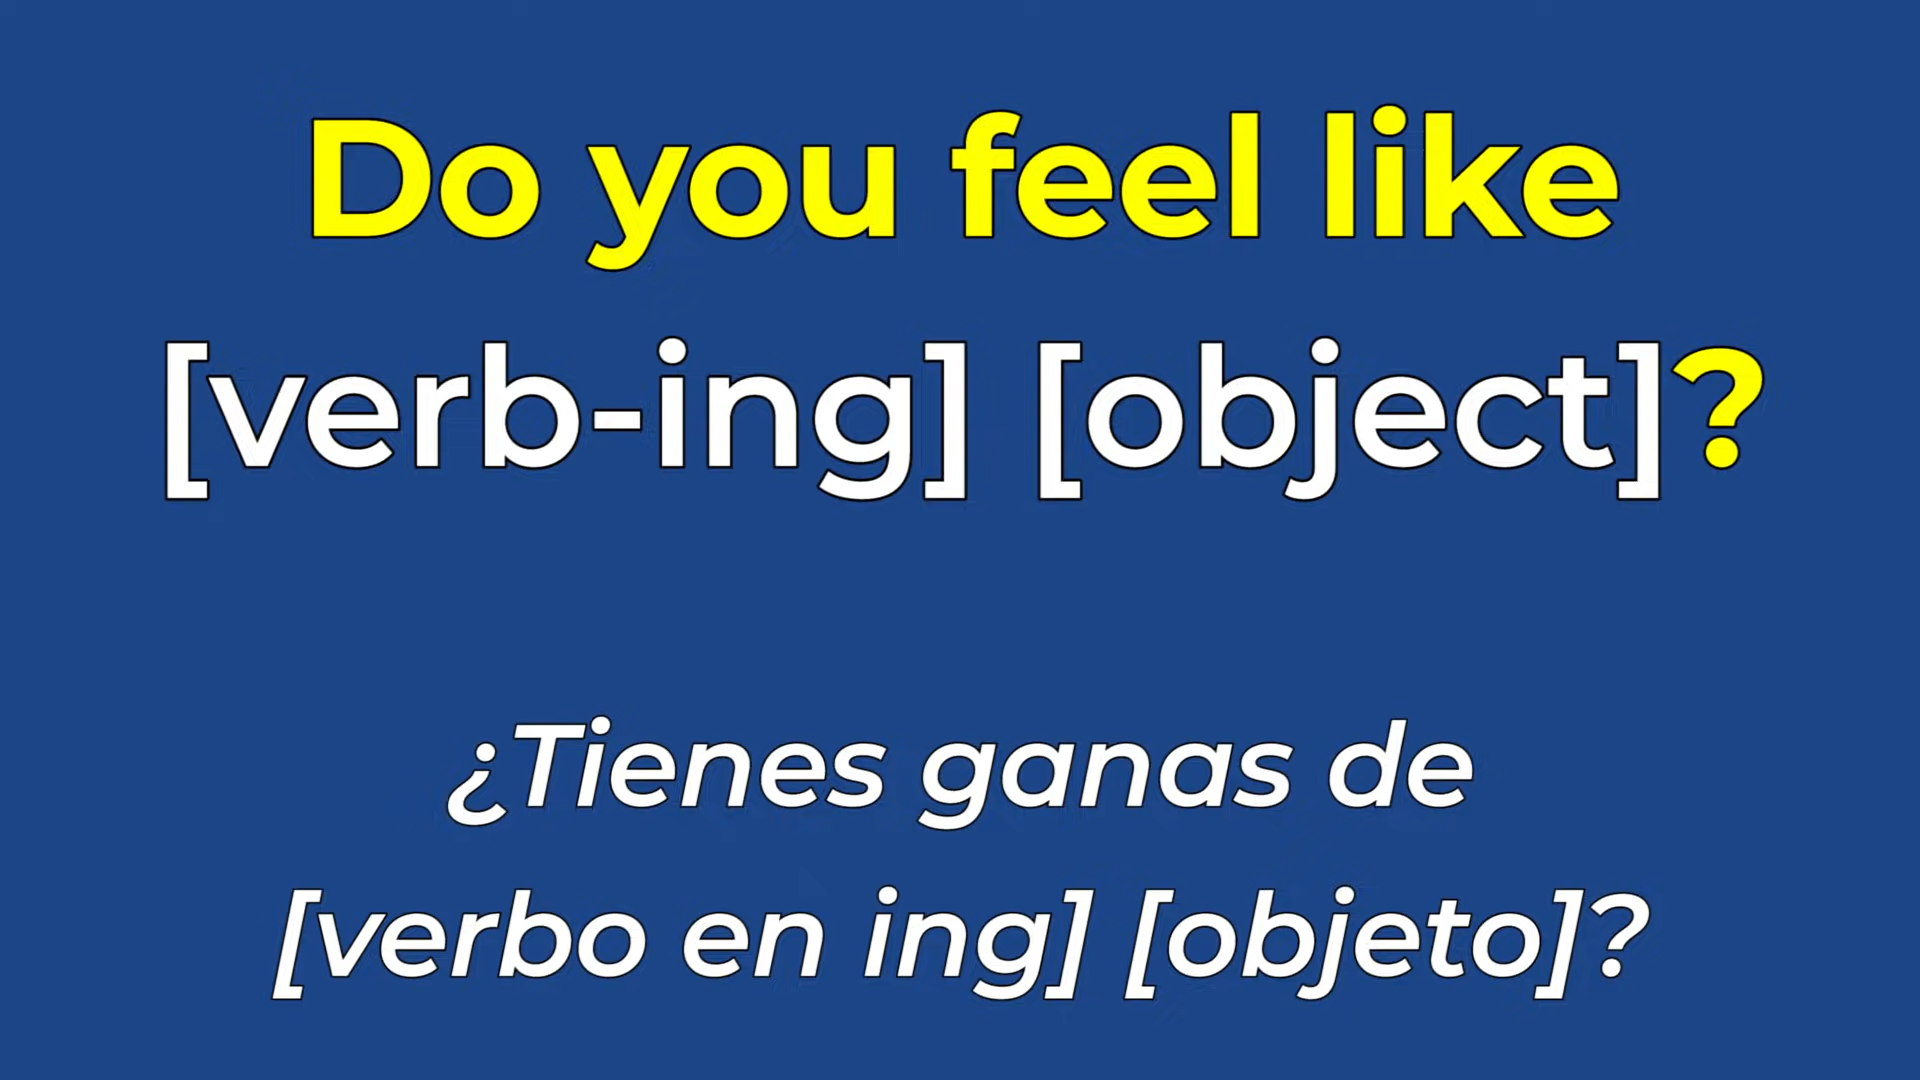 Do you feel like
[verb-ing] [object]?
¿Tienes ganas de
[verbo en ing] [objeto]?